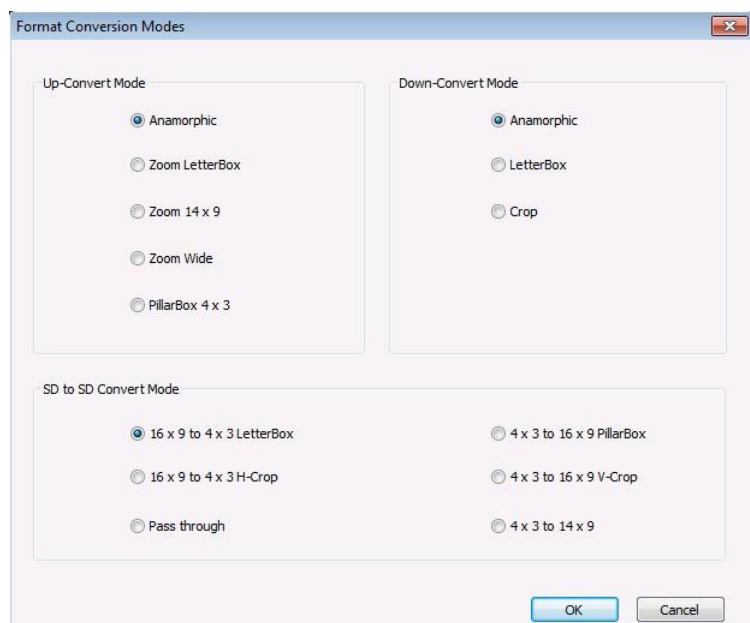 Format Conversion Modes
Up-Convert Mode
Anamorphic
Zoom LetterBox
Zoom 14 x 9
Zoom Wide
PillarBox 4 x 3
Down-Convert Mode
Anamorphic
LetterBox
Crop
SD to SD Convert Mode
16 x 9 to 4 x 3 LetterBox
16 x 9 to 4 x 3 H-Crop
Pass through
4 x 3 to 16 x 9 PillarBox
4 x 3 to 16 x 9 V-Crop
4 x 3 to 14 x 9
OK
Cancel